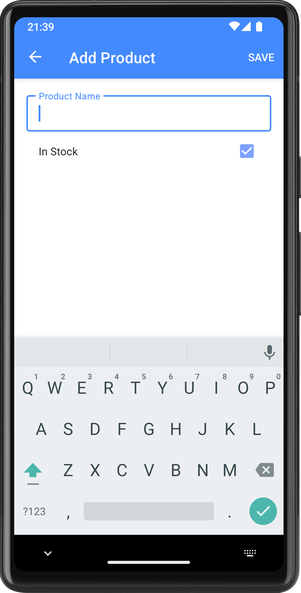 21:39
Add Product
SAVE
Product Name
In Stock
1 2 3 4 5 6 7 8 9 0
Q W E R T Y U I O P
A S D F G H J K L
Z X C V B N M
?123 , .